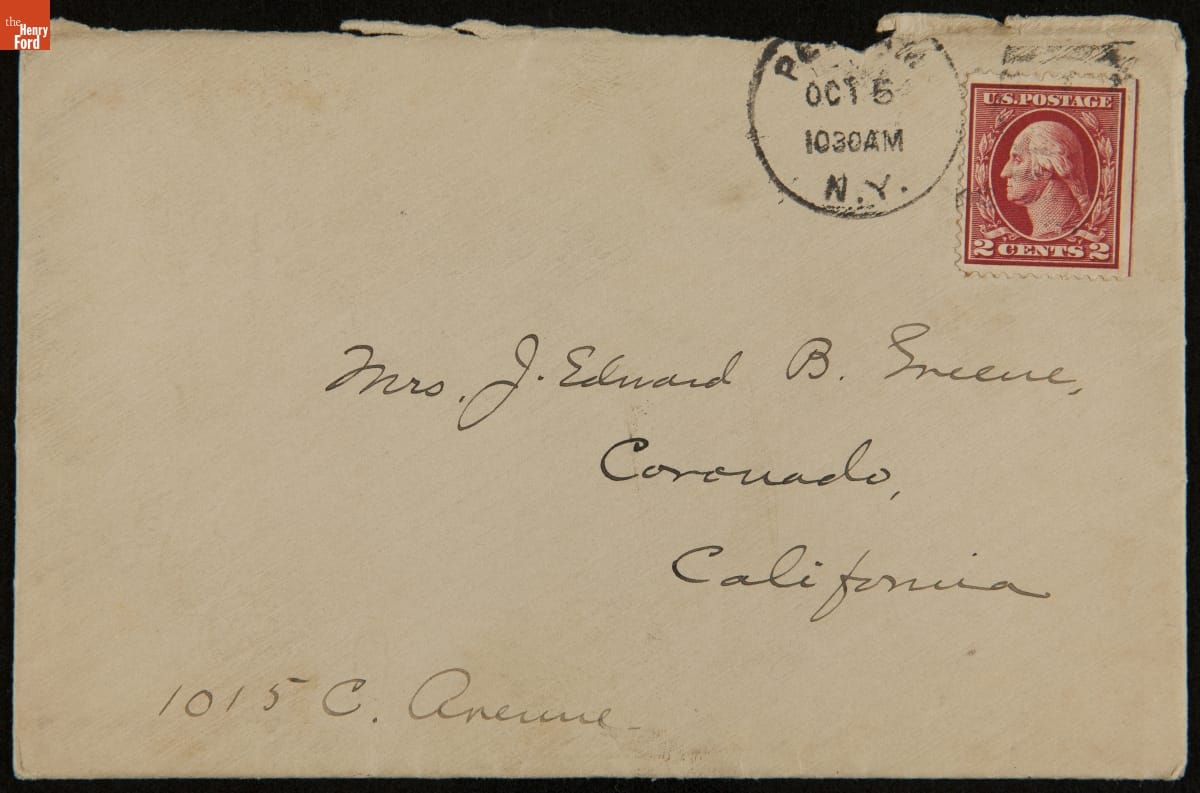 the
Henry
Ford
OCT 5
1030AM
N.Y.
U.S.POSTAGE
2 CENTS 2
Mrs. J. Edward B. Greene,
Coronado,
California
1015 C. Avenue